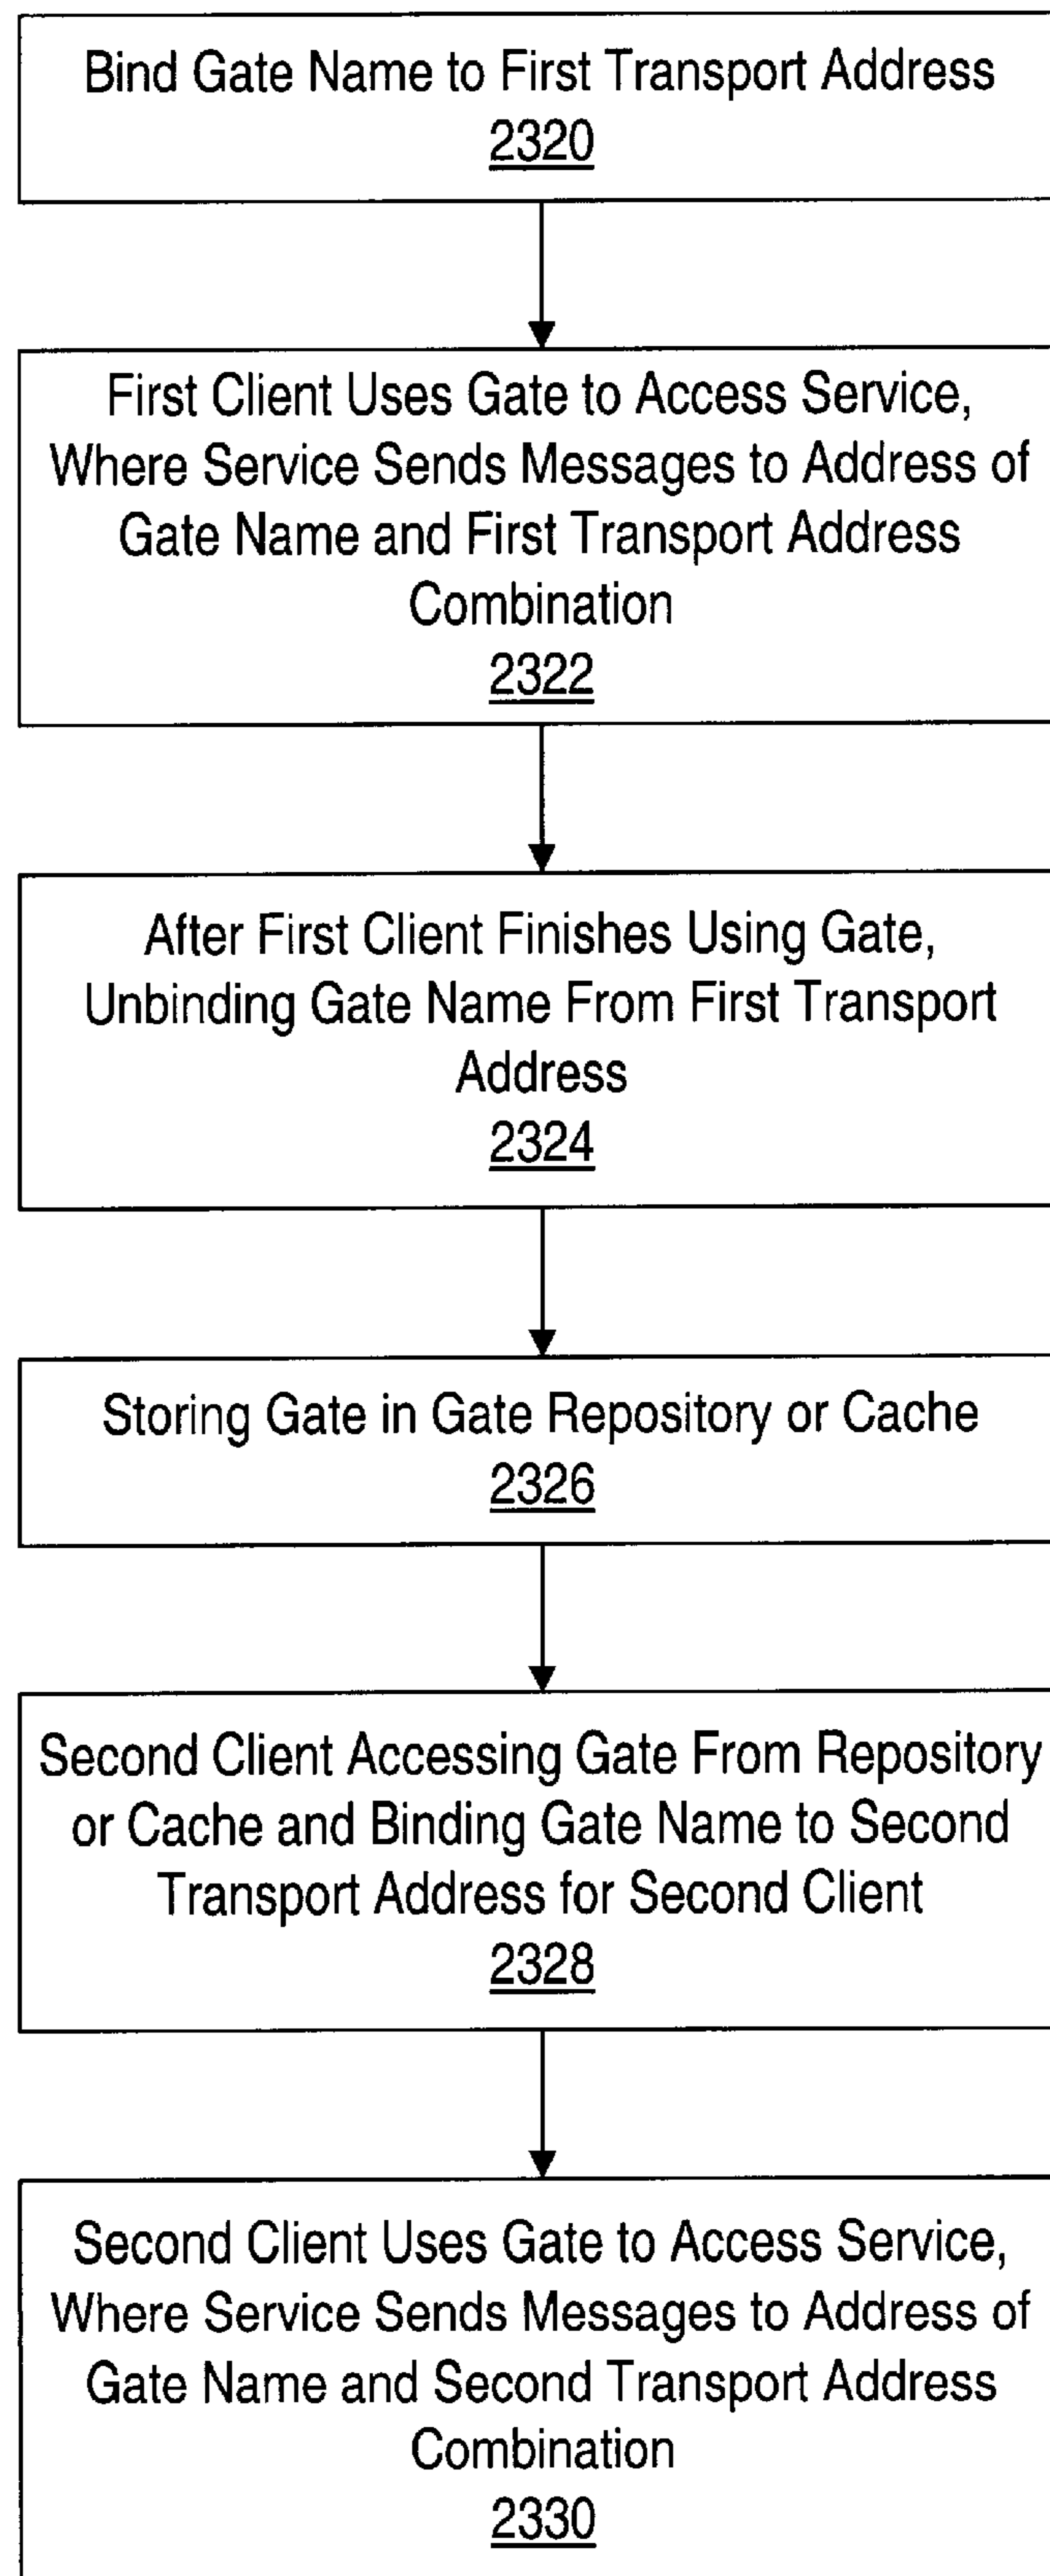 Bind Gate Name to First Transport Address
2320
First Client Uses Gate to Access Service,
Where Service Sends Messages to Address of
Gate Name and First Transport Address
Combination
2322
After First Client Finishes Using Gate,
Unbinding Gate Name From First Transport
Address
2324
Storing Gate in Gate Repository or Cache
2326
Second Client Accessing Gate From Repository
or Cache and Binding Gate Name to Second
Transport Address for Second Client
2328
Second Client Uses Gate to Access Service,
Where Service Sends Messages to Address of
Gate Name and Second Transport Address
Combination
2330